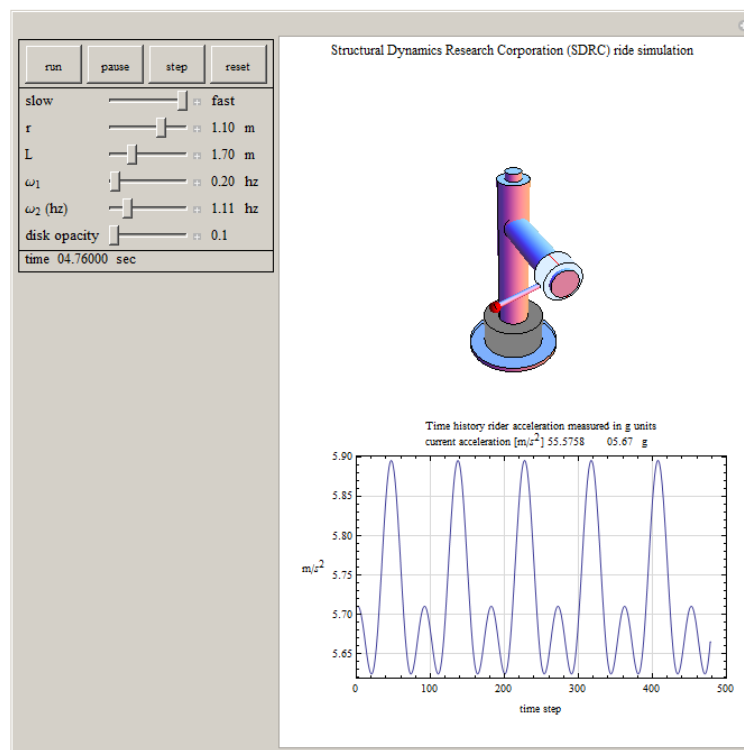 run pause step reset
slow fast
r 1.10 m
L 1.70 m
ω₁ 0.20 hz
ω₂ (hz) 1.11 hz
disk opacity 0.1
time 04.76000 sec
Structural Dynamics Research Corporation (SDRC) ride simulation
Time history rider acceleration measured in g units
current acceleration [m/s²] 55.5758 05.67 g
5.90
5.85
5.80
5.75
m/s²
5.70
5.65
0 100 200 300 400 500
time step